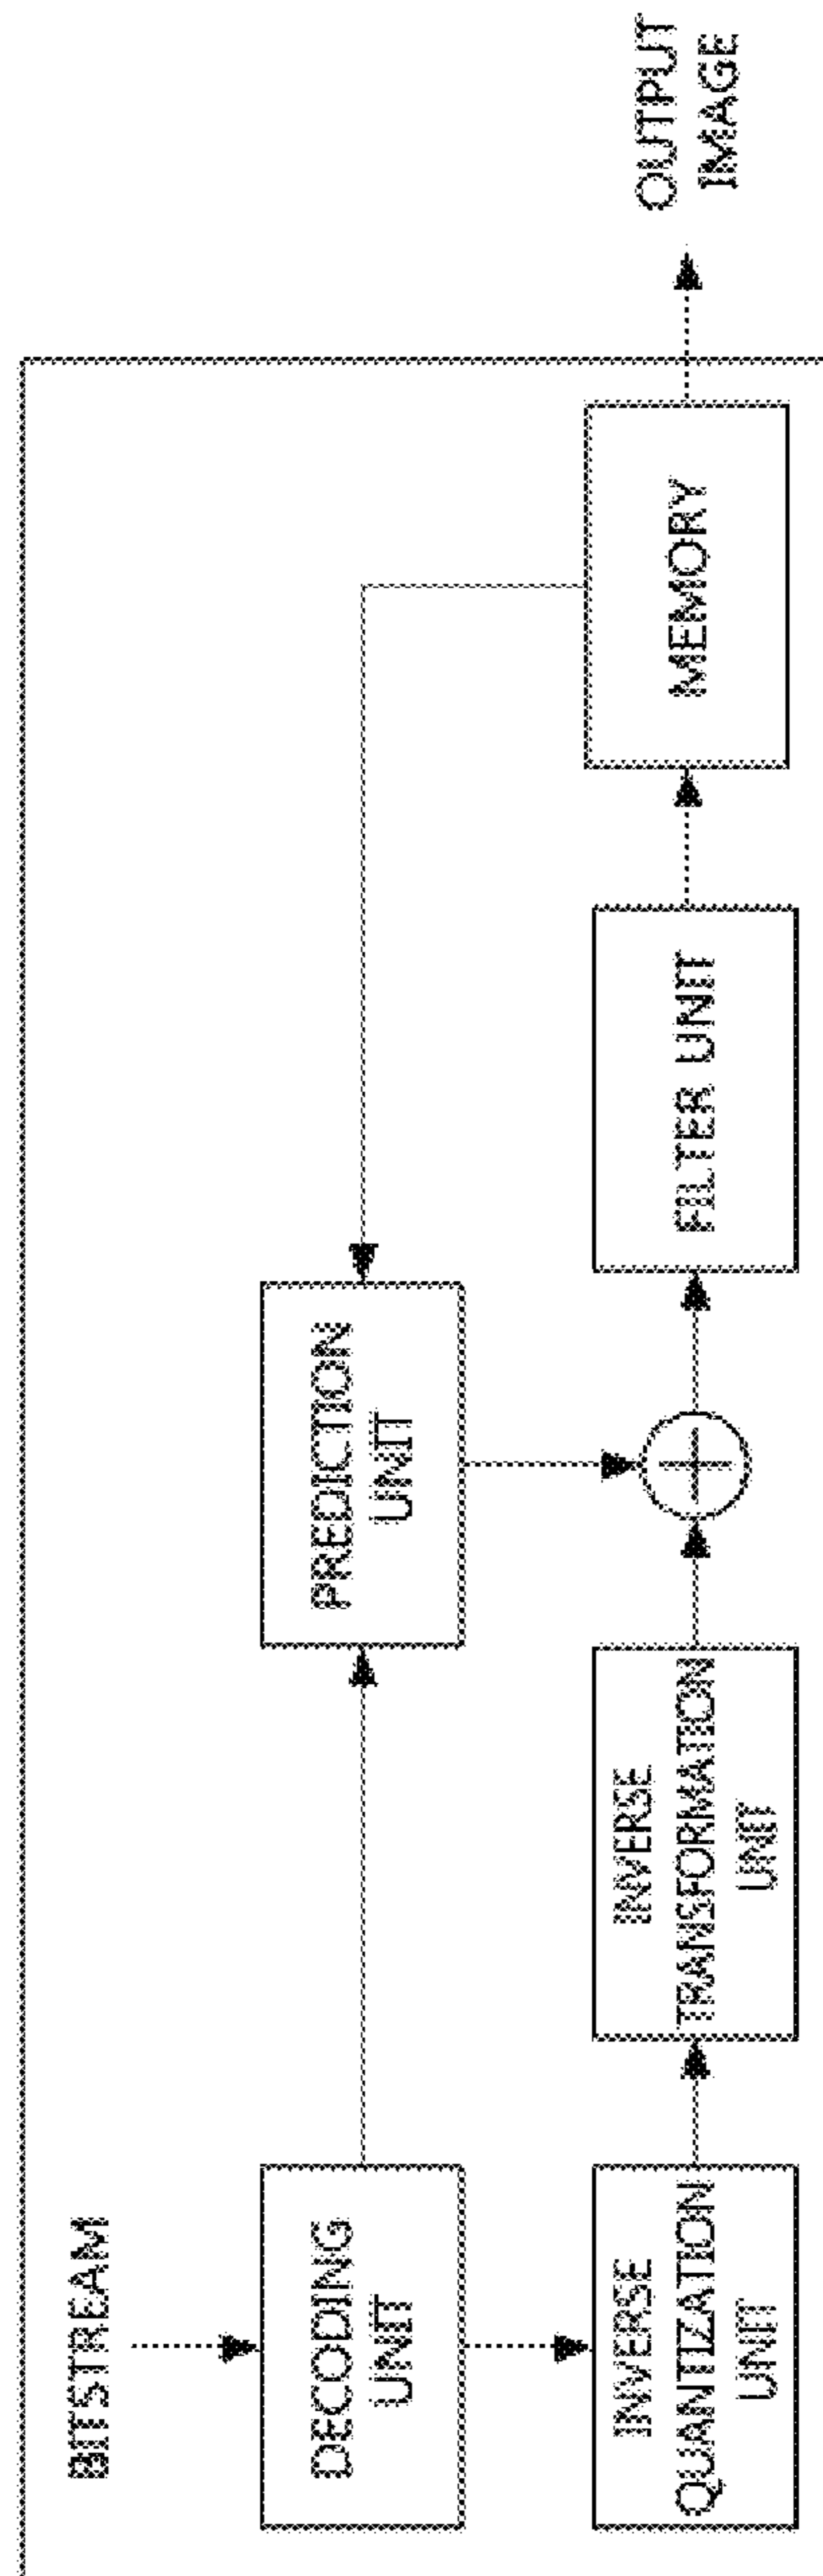 BITSTREAM
DECODING
UNIT
PREDICTION
UNIT
INVERSE
QUANTIZATION
UNIT
INVERSE
TRANSFORMATION
UNIT
FILTER UNIT
MEMORY
OUTPUT
IMAGE